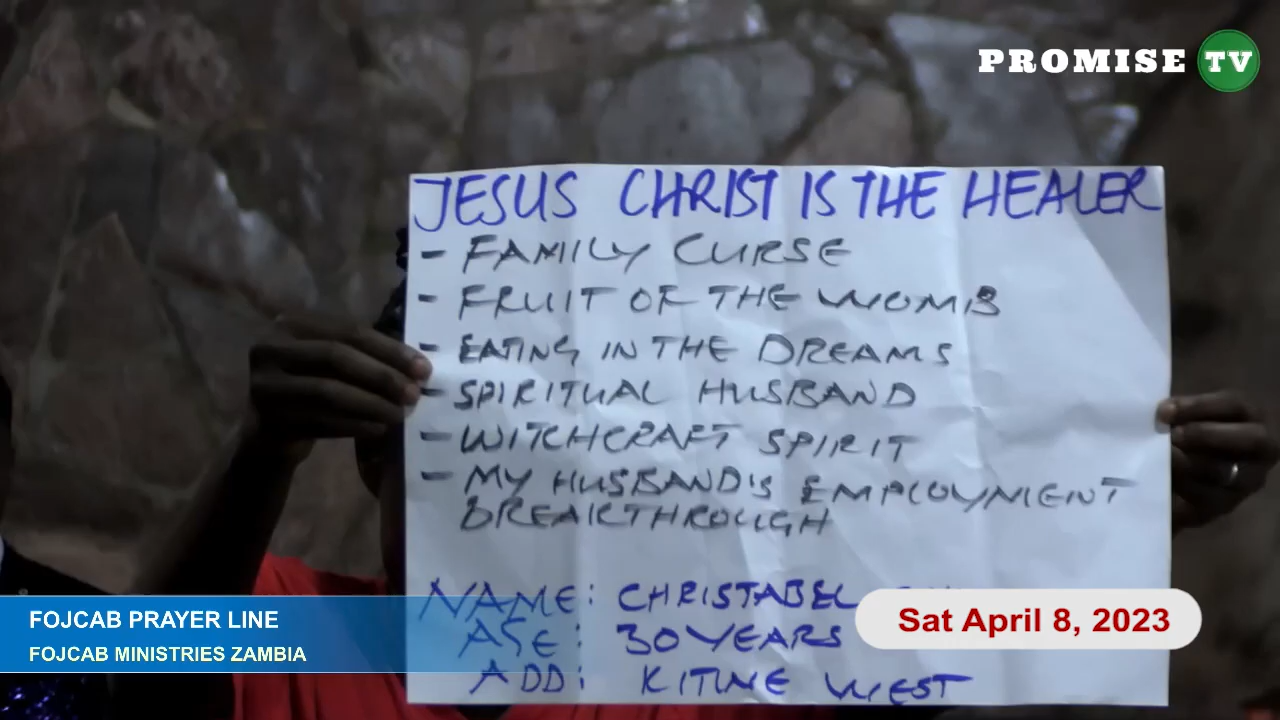 PROMISE TV
JESUS CHRIST IS THE HEALER
- FAMILY CURSE
- FRUIT OF THE WOMB
- EATING IN THE DREAMS
- SPIRITUAL HUSBAND
- WITCHCRAFT SPIRIT
- MY HUSBAND'S EMPLOYMENT
BREAKTHROUGH
NAME: CHRISTABEL
AGE: 30 YEARS
ADD: KITWE WEST
FOJCAB PRAYER LINE
FOJCAB MINISTRIES ZAMBIA
Sat April 8, 2023